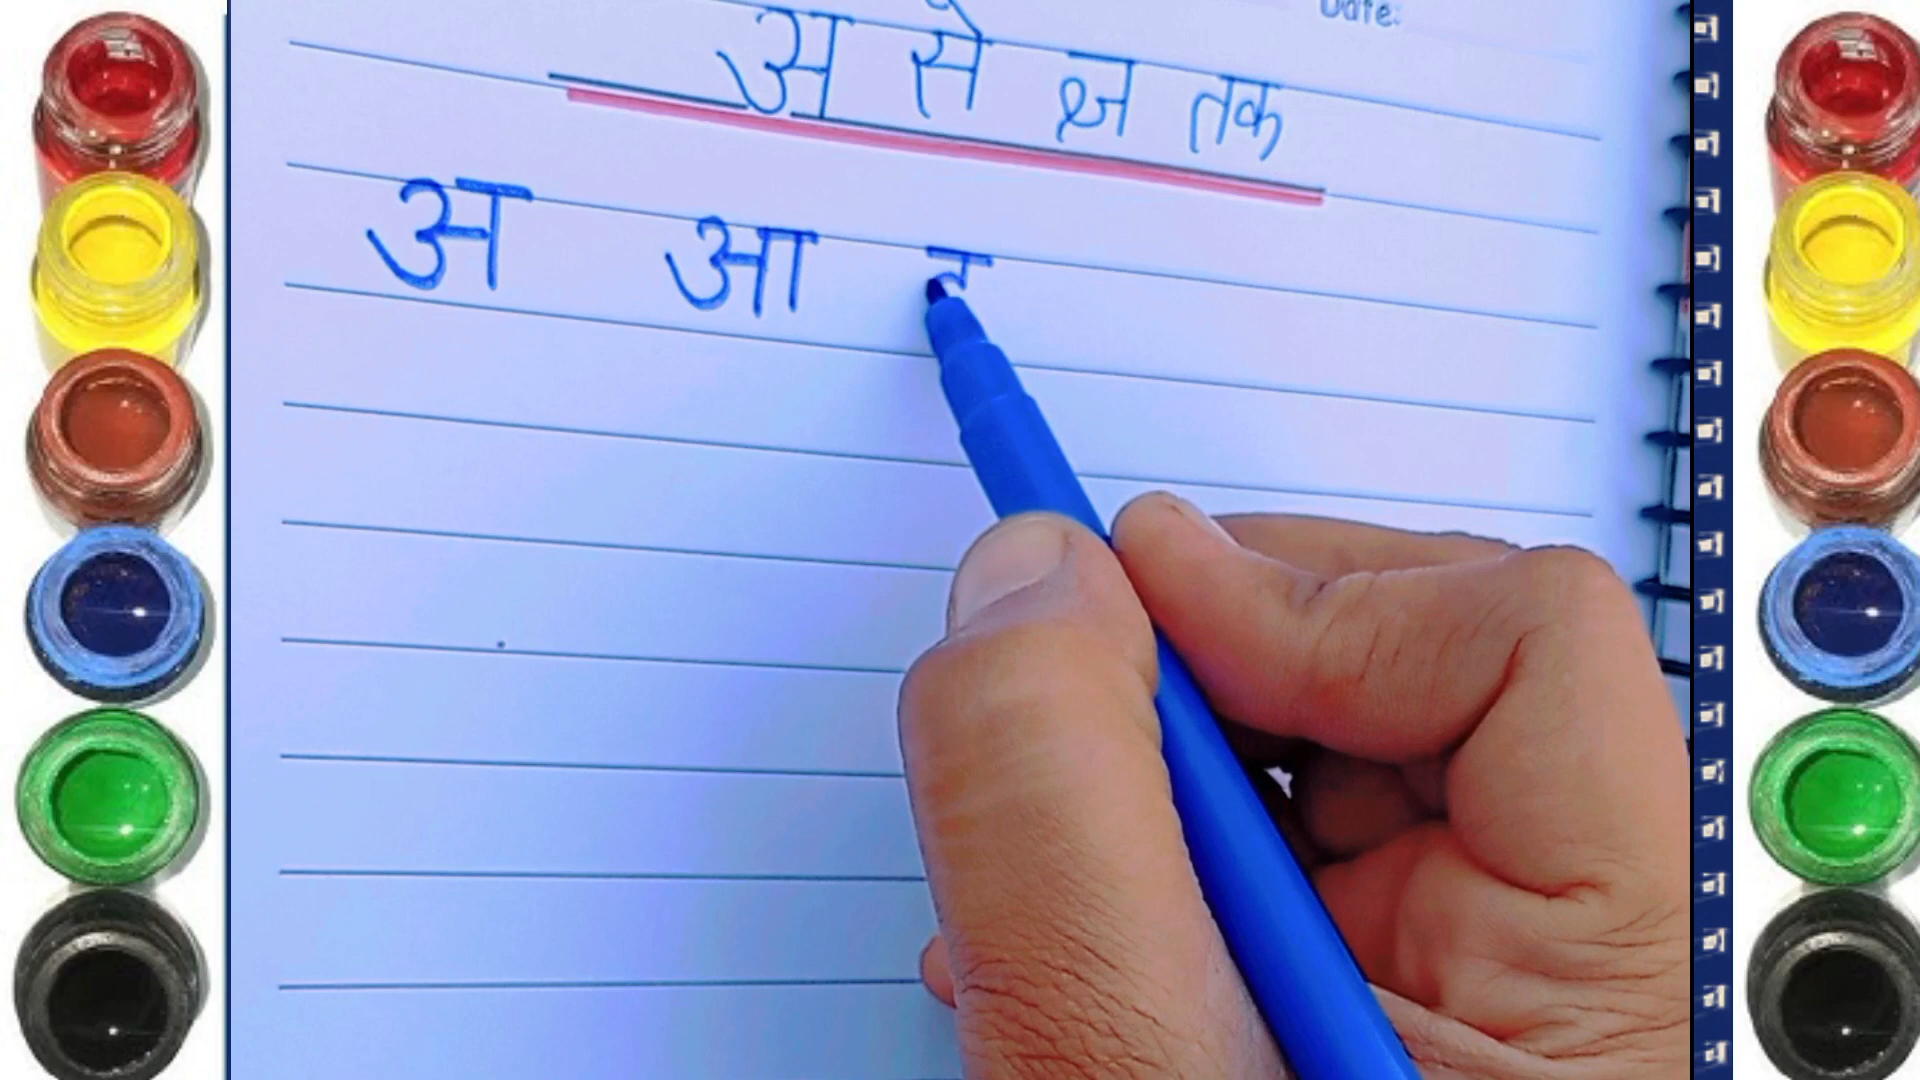 Date:
अ से ज्ञ तक
अ आ